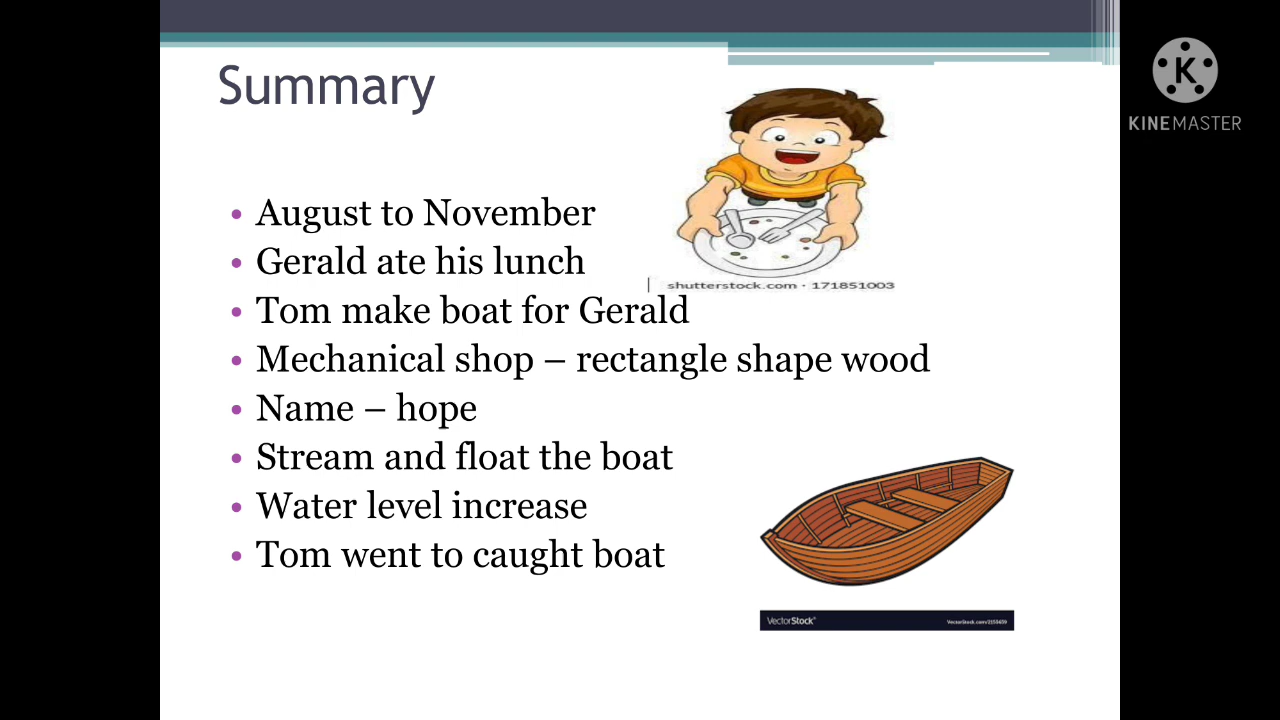 Summary
K
KINEMASTER
• August to November
• Gerald ate his lunch
shutterstock.com · 171851003
• Tom make boat for Gerald
• Mechanical shop – rectangle shape wood
• Name – hope
• Stream and float the boat
• Water level increase
• Tom went to caught boat
VectorStock®